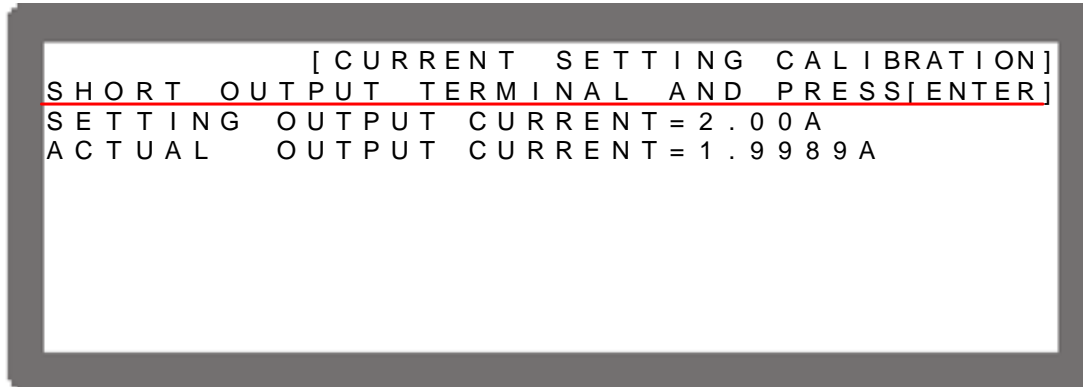 [CURRENT SETTING CALIBRATION]
SHORT OUTPUT TERMINAL AND PRESS[ENTER]
SETTING OUTPUT CURRENT=2.00A
ACTUAL OUTPUT CURRENT=1.9989A